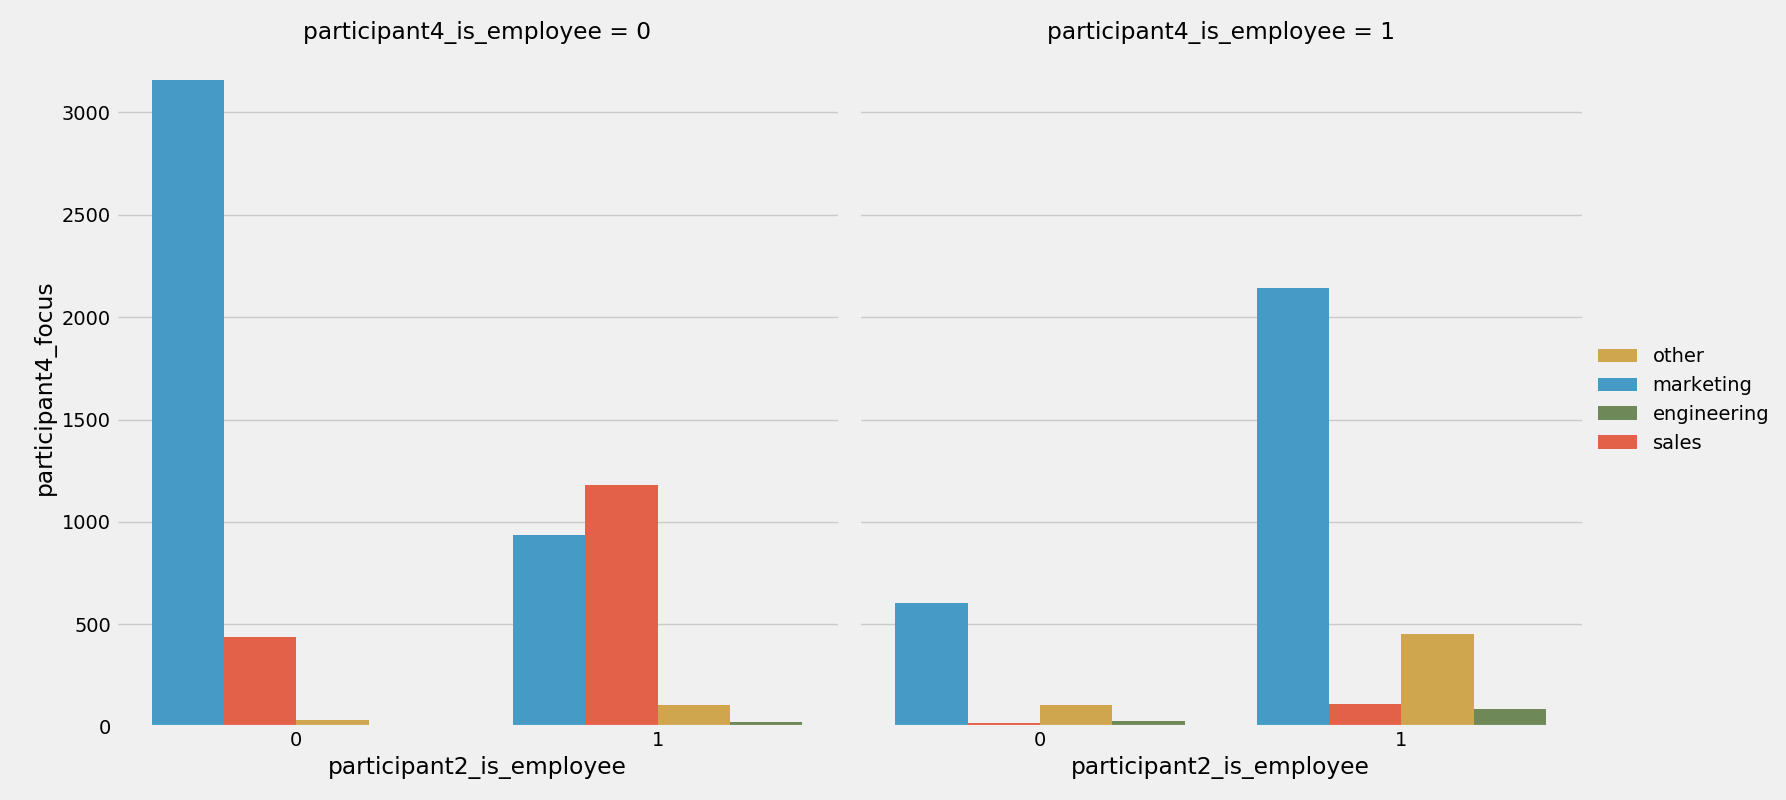 participant4_is_employee = 0
participant4_is_employee = 1
participant4_focus
3000
2500
2000
1500
1000
500
0
0
1
0
1
participant2_is_employee
participant2_is_employee
other
marketing
engineering
sales